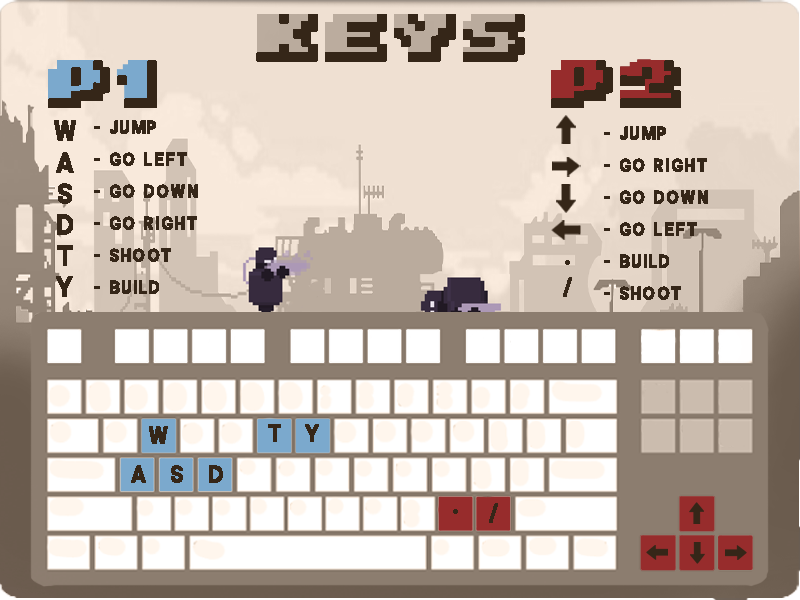 KEYS
P1
W - JUMP
A - GO LEFT
S - GO DOWN
D - GO RIGHT
T - SHOOT
Y - BUILD
P2
↑ - JUMP
→ - GO RIGHT
↓ - GO DOWN
← - GO LEFT
. - BUILD
/ - SHOOT
W T Y
A S D
. / ↑
← ↓ →